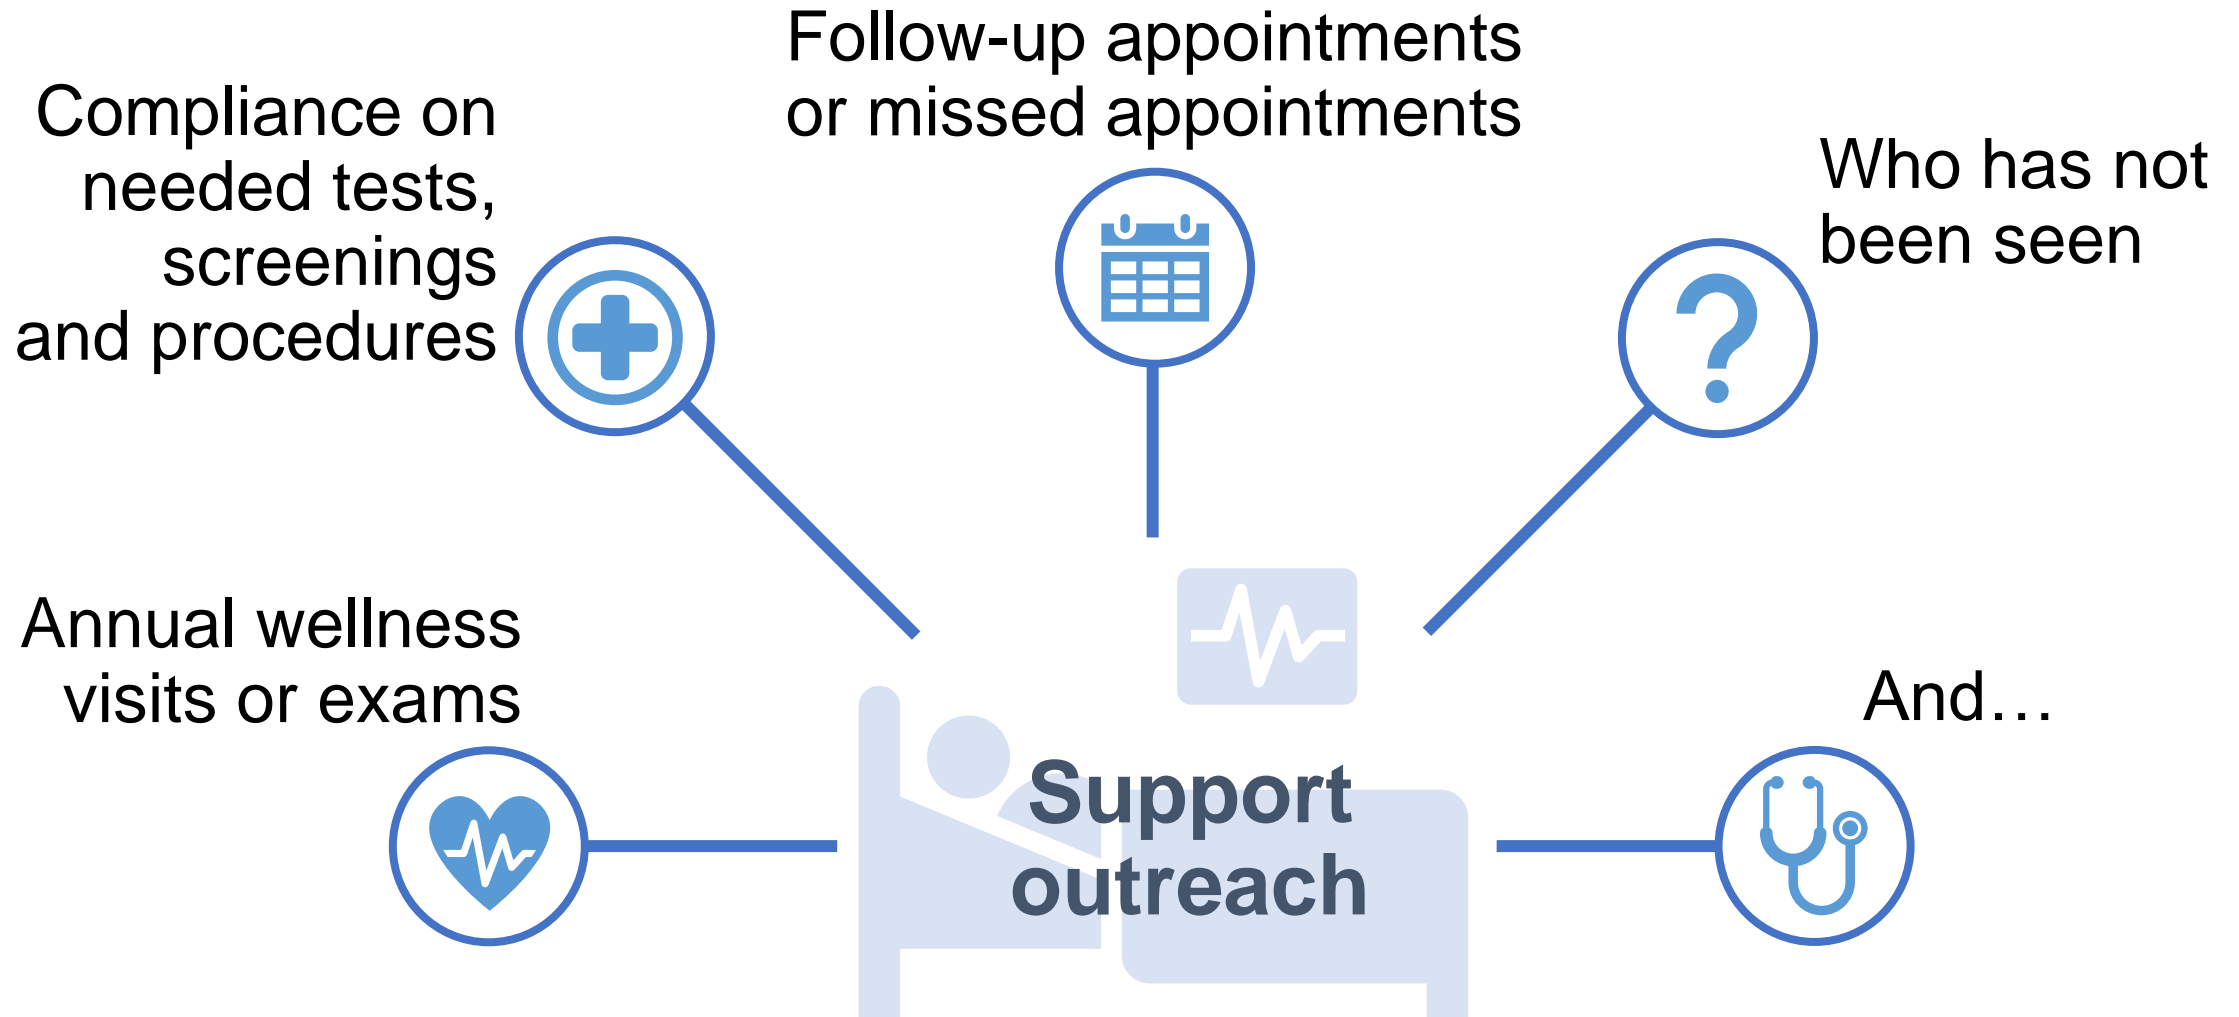 Follow-up appointments
or missed appointments
Compliance on
needed tests,
screenings
and procedures
Who has not
been seen
Annual wellness
visits or exams
And…
Support
outreach